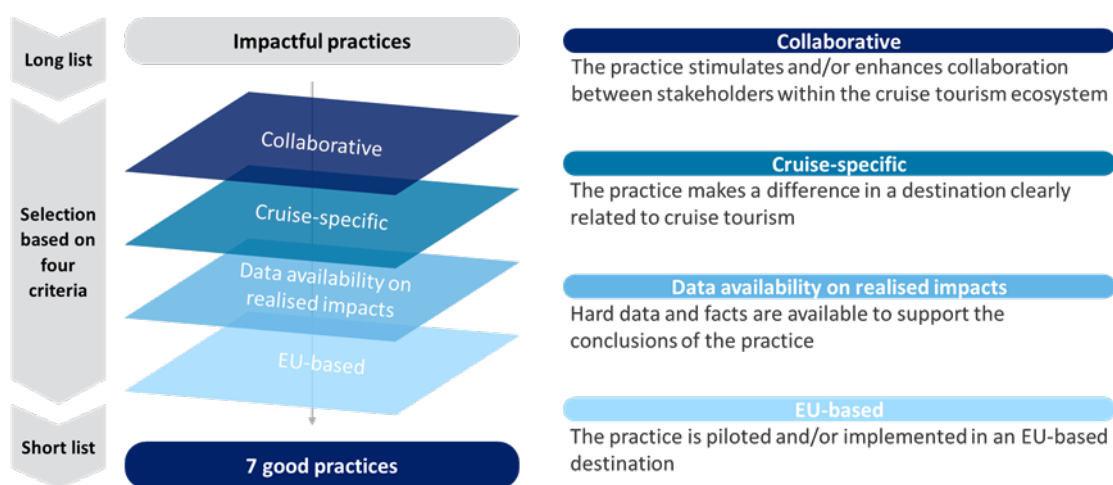 Long list
Impactful practices
Selection
based on
four
criteria
Collaborative
Cruise-specific
Data availability on
realised impacts
EU-based
Short list
7 good practices
Collaborative
The practice stimulates and/or enhances collaboration
between stakeholders within the cruise tourism ecosystem
Cruise-specific
The practice makes a difference in a destination clearly
related to cruise tourism
Data availability on realised impacts
Hard data and facts are available to support the
conclusions of the practice
EU-based
The practice is piloted and/or implemented in an EU-based
destination